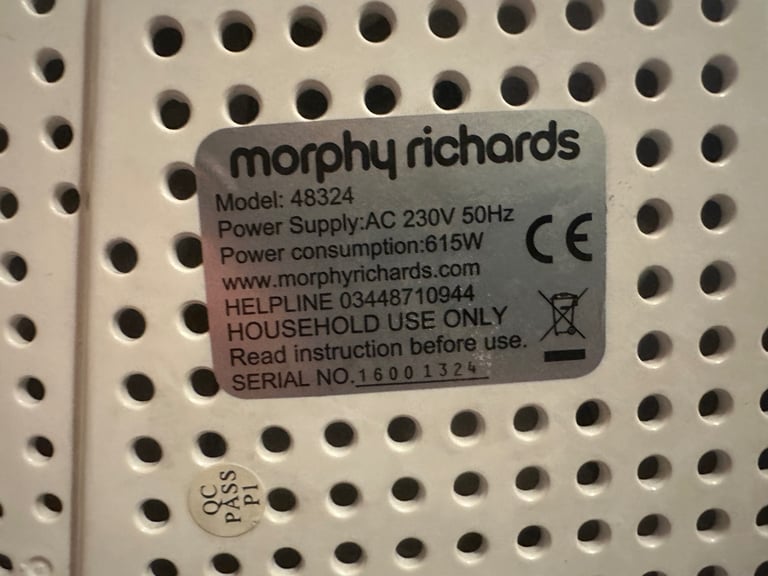 morphy richards
Model: 48324
Power Supply:AC 230V 50Hz
Power consumption:615W
www.morphyrichards.com
HELPLINE 03448710944
HOUSEHOLD USE ONLY
Read instruction before use.
SERIAL NO.16001324
CE
QC
PASS
P1